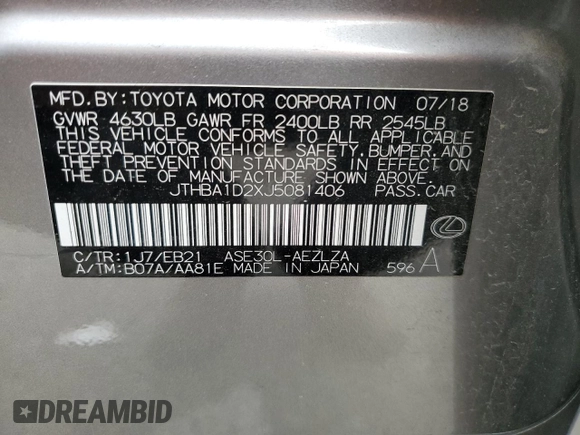 MFD.BY:TOYOTA MOTOR CORPORATION 07/18
GVWR 4630LB GAWR FR 2400LB RR 2545LB
THIS VEHICLE CONFORMS TO ALL APPLICABLE
FEDERAL MOTOR VEHICLE SAFETY, BUMPER, AND
THEFT PREVENTION STANDARDS IN EFFECT ON
THE DATE OF MANUFACTURE SHOWN ABOVE.
JTHBA1D2XJ5081406 PASS.CAR
C/TR:1J7/EB21 ASE30L-AEZLZA
A/TM:B07A/AA81E MADE IN JAPAN 596 A
DREAMBID